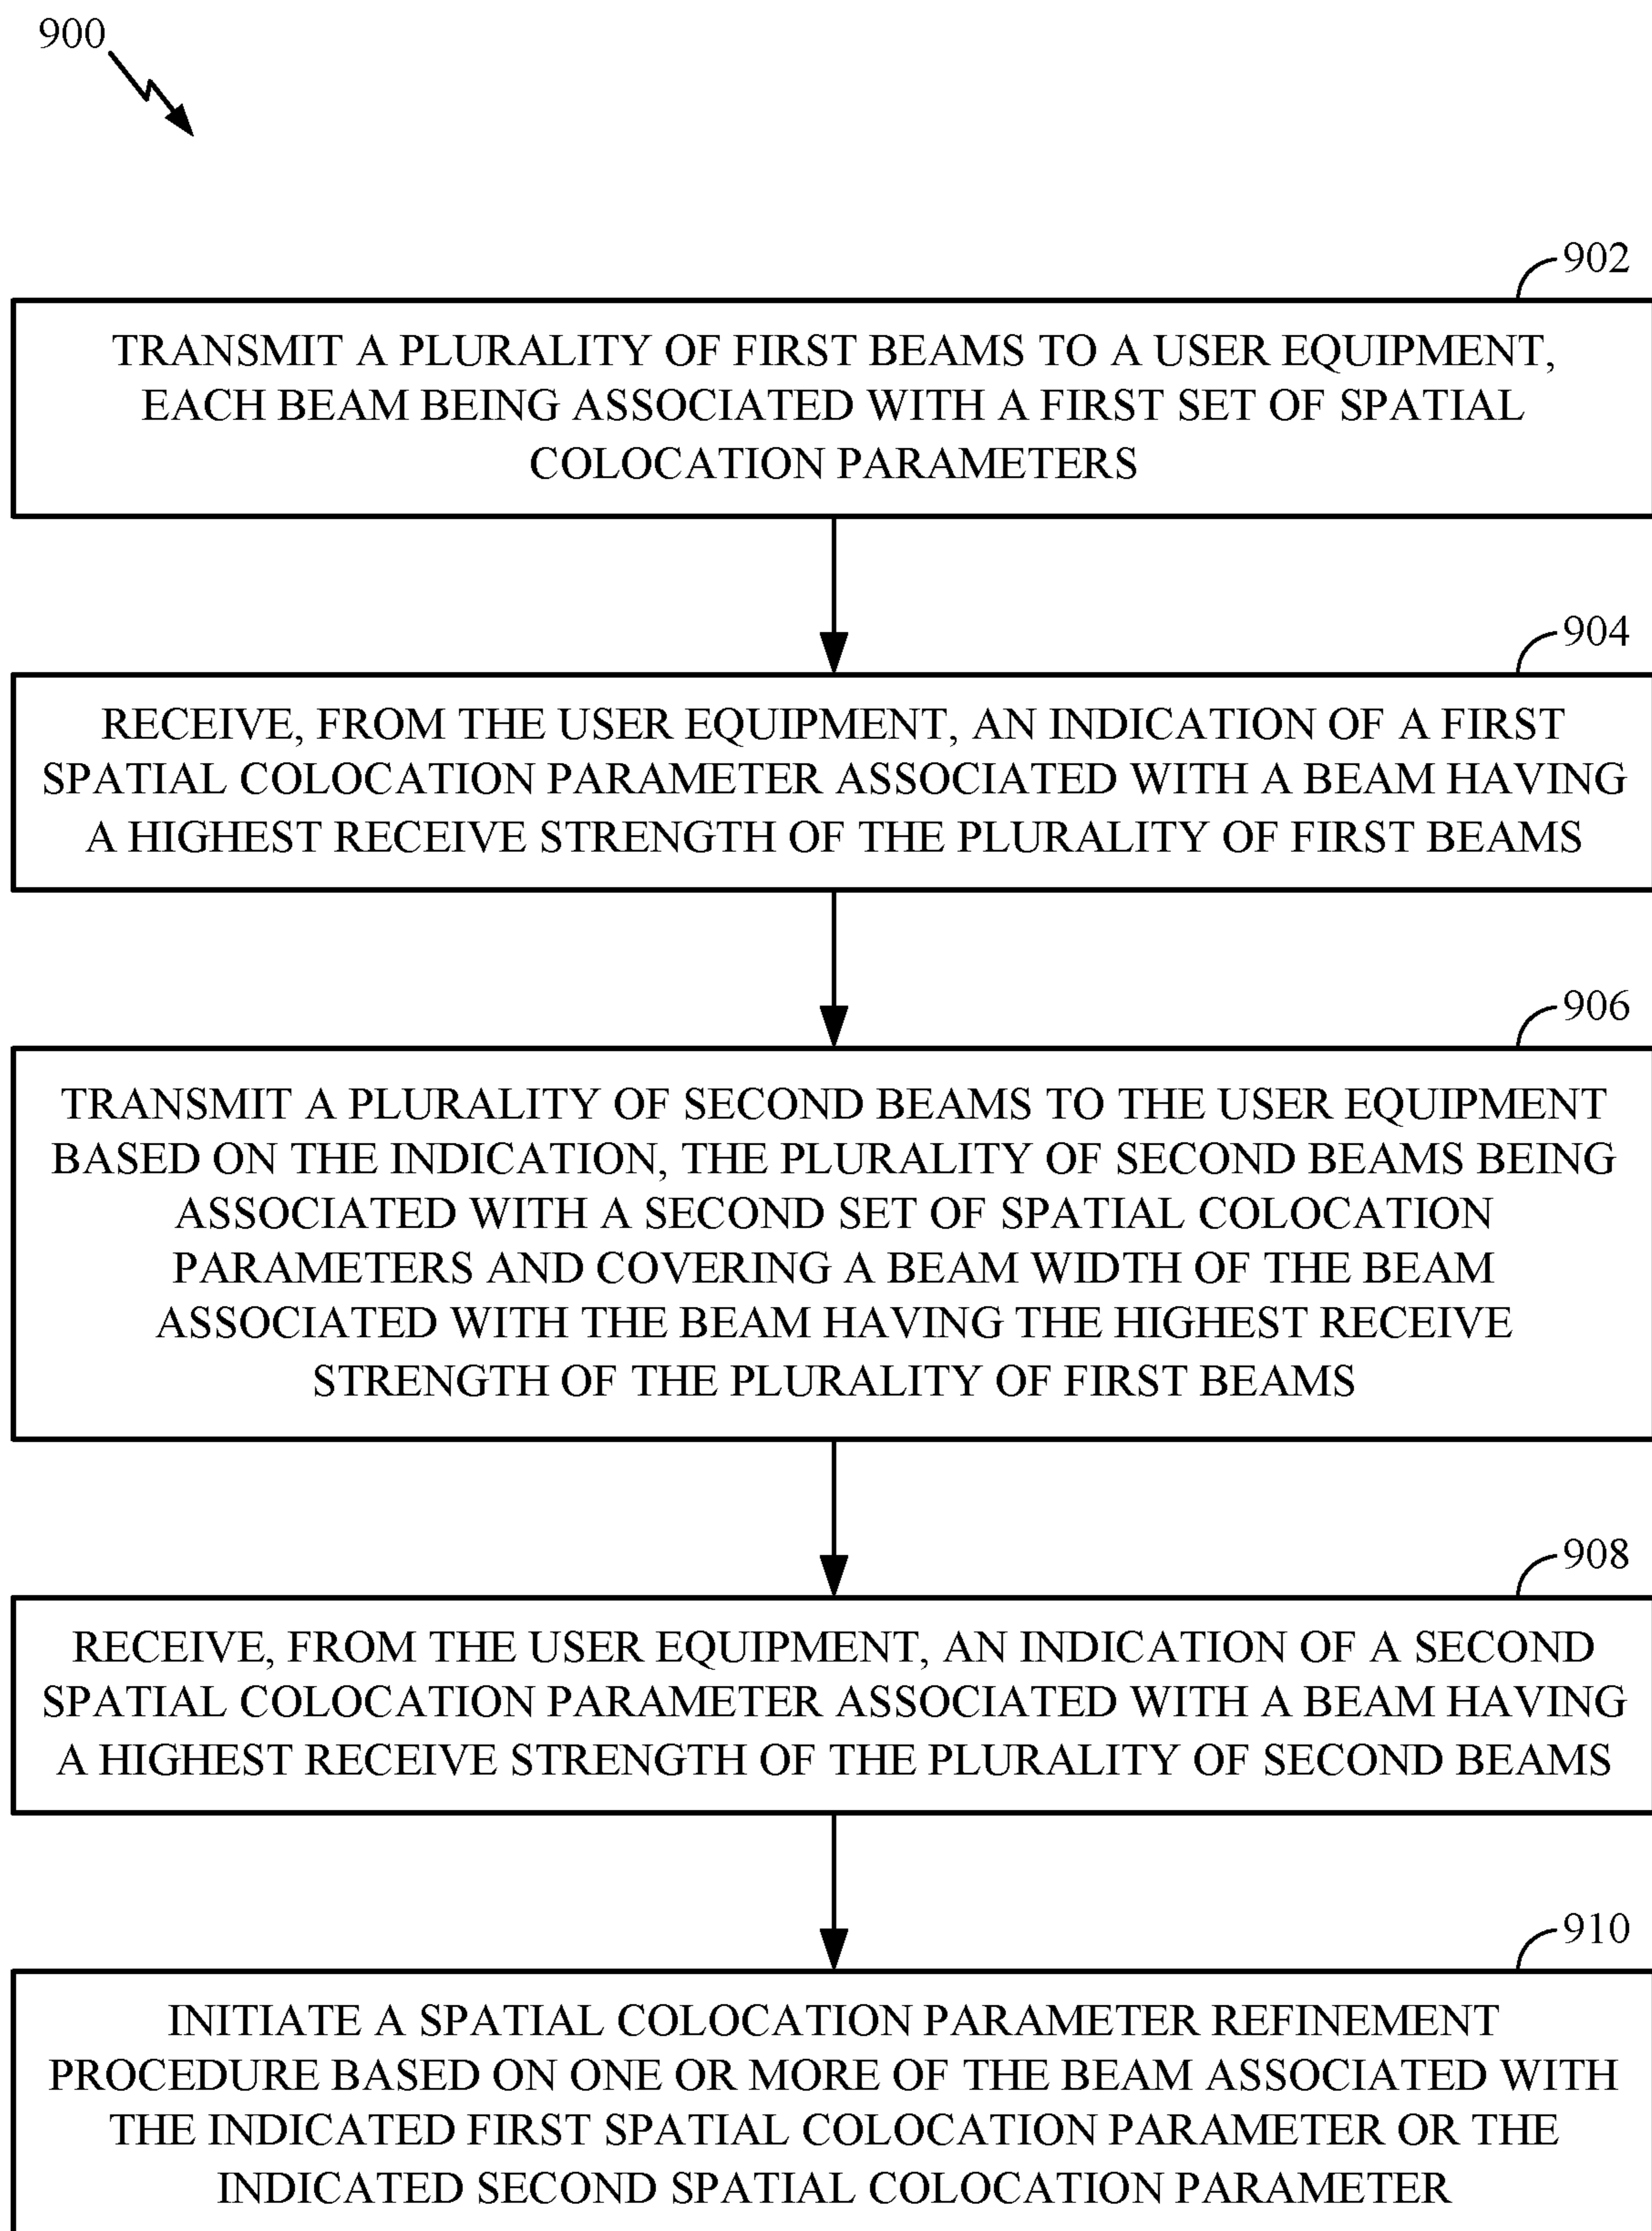 900
902
TRANSMIT A PLURALITY OF FIRST BEAMS TO A USER EQUIPMENT,
EACH BEAM BEING ASSOCIATED WITH A FIRST SET OF SPATIAL
COLOCATION PARAMETERS
904
RECEIVE, FROM THE USER EQUIPMENT, AN INDICATION OF A FIRST
SPATIAL COLOCATION PARAMETER ASSOCIATED WITH A BEAM HAVING
A HIGHEST RECEIVE STRENGTH OF THE PLURALITY OF FIRST BEAMS
906
TRANSMIT A PLURALITY OF SECOND BEAMS TO THE USER EQUIPMENT
BASED ON THE INDICATION, THE PLURALITY OF SECOND BEAMS BEING
ASSOCIATED WITH A SECOND SET OF SPATIAL COLOCATION
PARAMETERS AND COVERING A BEAM WIDTH OF THE BEAM
ASSOCIATED WITH THE BEAM HAVING THE HIGHEST RECEIVE
STRENGTH OF THE PLURALITY OF FIRST BEAMS
908
RECEIVE, FROM THE USER EQUIPMENT, AN INDICATION OF A SECOND
SPATIAL COLOCATION PARAMETER ASSOCIATED WITH A BEAM HAVING
A HIGHEST RECEIVE STRENGTH OF THE PLURALITY OF SECOND BEAMS
910
INITIATE A SPATIAL COLOCATION PARAMETER REFINEMENT
PROCEDURE BASED ON ONE OR MORE OF THE BEAM ASSOCIATED WITH
THE INDICATED FIRST SPATIAL COLOCATION PARAMETER OR THE
INDICATED SECOND SPATIAL COLOCATION PARAMETER